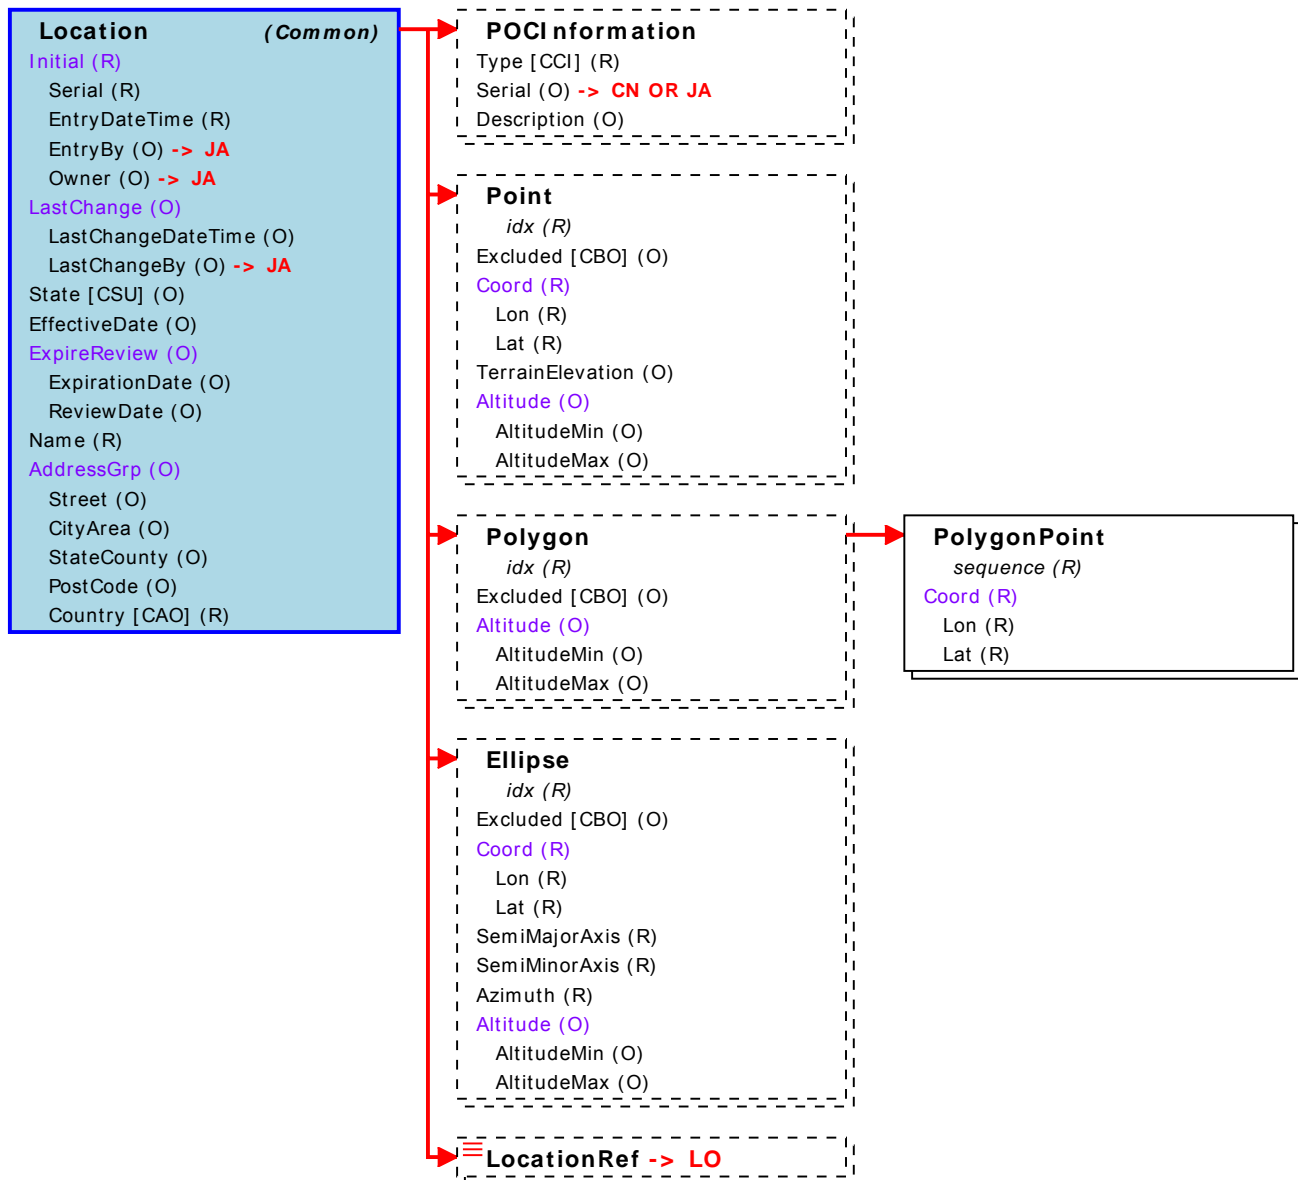 Location (Common)
Initial (R)
Serial (R)
EntryDateTime (R)
EntryBy (O) -> JA
Owner (O) -> JA
LastChange (O)
LastChangeDateTime (O)
LastChangeBy (O) -> JA
State [CSU] (O)
EffectiveDate (O)
ExpireReview (O)
ExpirationDate (O)
ReviewDate (O)
Name (R)
AddressGrp (O)
Street (O)
CityArea (O)
StateCounty (O)
PostCode (O)
Country [CAO] (R)
POCInformation
Type [CCI] (R)
Serial (O) -> CN OR JA
Description (O)
Point
idx (R)
Excluded [CBO] (O)
Coord (R)
Lon (R)
Lat (R)
TerrainElevation (O)
Altitude (O)
AltitudeMin (O)
AltitudeMax (O)
Polygon
idx (R)
Excluded [CBO] (O)
Altitude (O)
AltitudeMin (O)
AltitudeMax (O)
PolygonPoint
sequence (R)
Coord (R)
Lon (R)
Lat (R)
Ellipse
idx (R)
Excluded [CBO] (O)
Coord (R)
Lon (R)
Lat (R)
SemiMajorAxis (R)
SemiMinorAxis (R)
Azimuth (R)
Altitude (O)
AltitudeMin (O)
AltitudeMax (O)
LocationRef -> LO